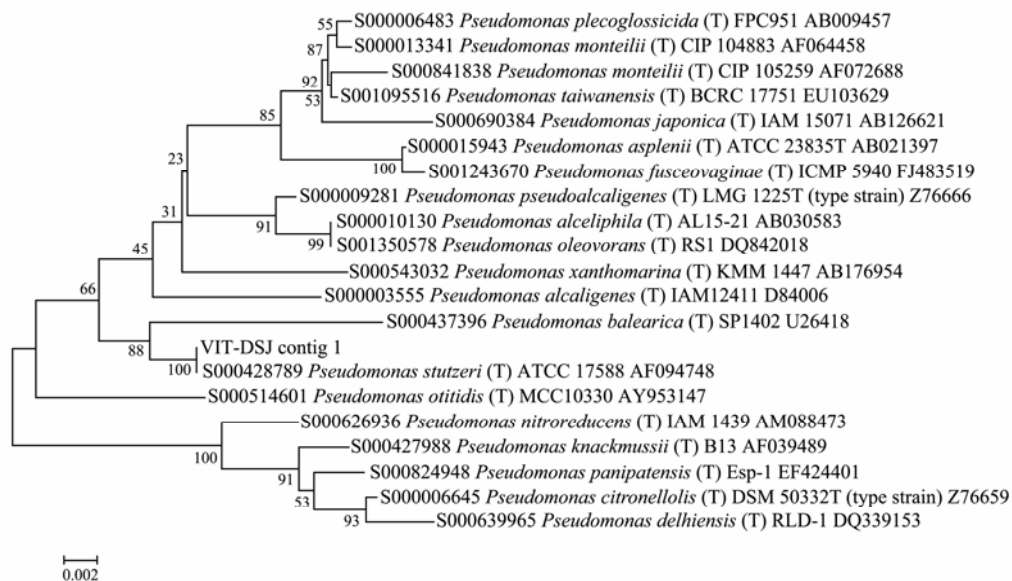 55
S000006483 Pseudomonas plecoglossicida (T) FPC951 AB009457
87
S000013341 Pseudomonas monteilii (T) CIP 104883 AF064458
92
S000841838 Pseudomonas monteilii (T) CIP 105259 AF072688
53
S001095516 Pseudomonas taiwanensis (T) BCRC 17751 EU103629
85
S000690384 Pseudomonas japonica (T) IAM 15071 AB126621
S000015943 Pseudomonas asplenii (T) ATCC 23835T AB021397
23
100
S001243670 Pseudomonas fusceovaginae (T) ICMP 5940 FJ483519
S000009281 Pseudomonas pseudoalcaligenes (T) LMG 1225T (type strain) Z76666
31
91
S000010130 Pseudomonas alceliphila (T) AL15-21 AB030583
99
S001350578 Pseudomonas oleovorans (T) RS1 DQ842018
45
S000543032 Pseudomonas xanthomarina (T) KMM 1447 AB176954
66
S000003555 Pseudomonas alcaligenes (T) IAM12411 D84006
S000437396 Pseudomonas balearica (T) SP1402 U26418
88
VIT-DSJ contig 1
100
S000428789 Pseudomonas stutzeri (T) ATCC 17588 AF094748
S000514601 Pseudomonas otitidis (T) MCC10330 AY953147
S000626936 Pseudomonas nitroreducens (T) IAM 1439 AM088473
100
S000427988 Pseudomonas knackmussii (T) B13 AF039489
91
S000824948 Pseudomonas panipatensis (T) Esp-1 EF424401
53
S000006645 Pseudomonas citronellolis (T) DSM 50332T (type strain) Z76659
93
S000639965 Pseudomonas delhiensis (T) RLD-1 DQ339153
0.002